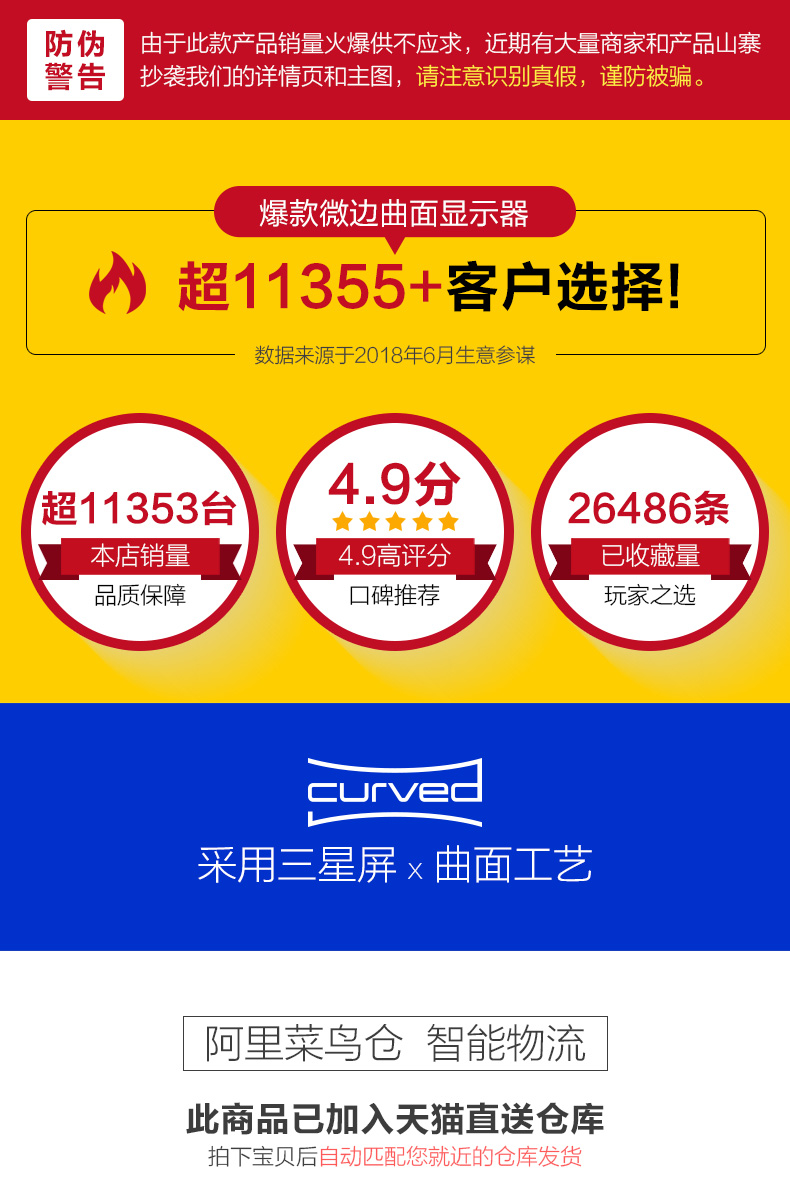 防伪
警告
由于此款产品销量火爆供不应求，近期有大量商家和产品山寨
抄袭我们的详情页和主图，请注意识别真假，谨防被骗。
爆款微边曲面显示器
超11355+客户选择!
数据来源于2018年6月生意参谋
超11353台
本店销量
品质保障
4.9分
4.9高评分
口碑推荐
26486条
已收藏量
玩家之选
curved
采用三星屏 x 曲面工艺
阿里菜鸟仓 智能物流
此商品已加入天猫直送仓库
拍下宝贝后自动匹配您就近的仓库发货